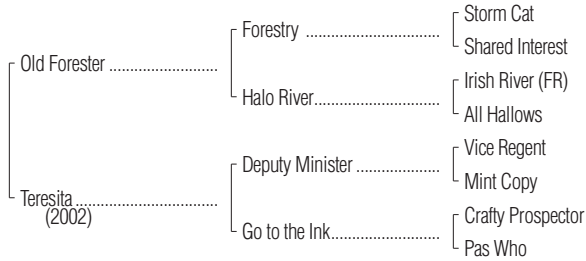 Storm Cat
Forestry ................................
Shared Interest
Old Forester ..........................
Irish River (FR)
Halo River..............................
All Hallows
Vice Regent
Deputy Minister ....................
Mint Copy
Teresita ..................................
(2002)
Crafty Prospector
Go to the Ink..........................
Pas Who